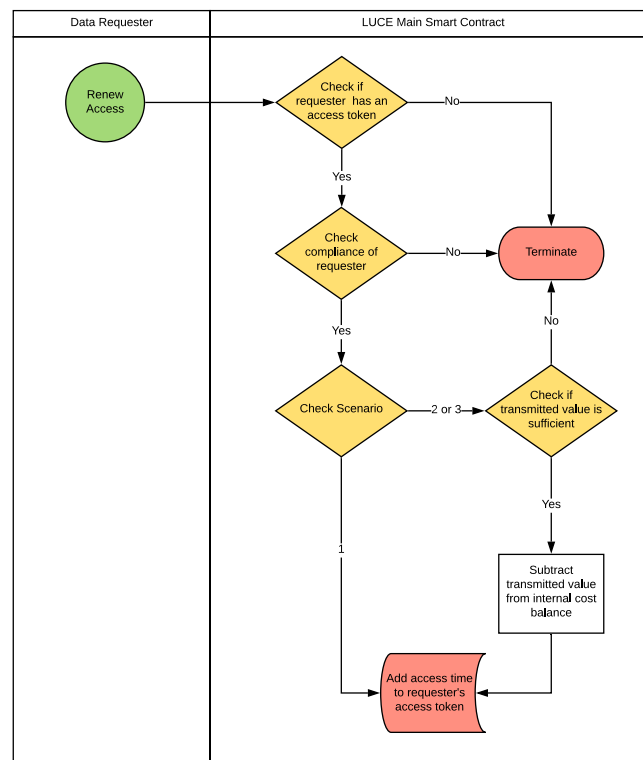 Data Requester
LUCE Main Smart Contract
Renew
Access
Check if
requester has an
access token
No
Yes
Check
compliance of
requester
No
Terminate
Yes
No
Check Scenario
2 or 3
Check if
transmitted value is
sufficient
Yes
1
Subtract
transmitted value
from internal cost
balance
Add access time
to requester's
access token